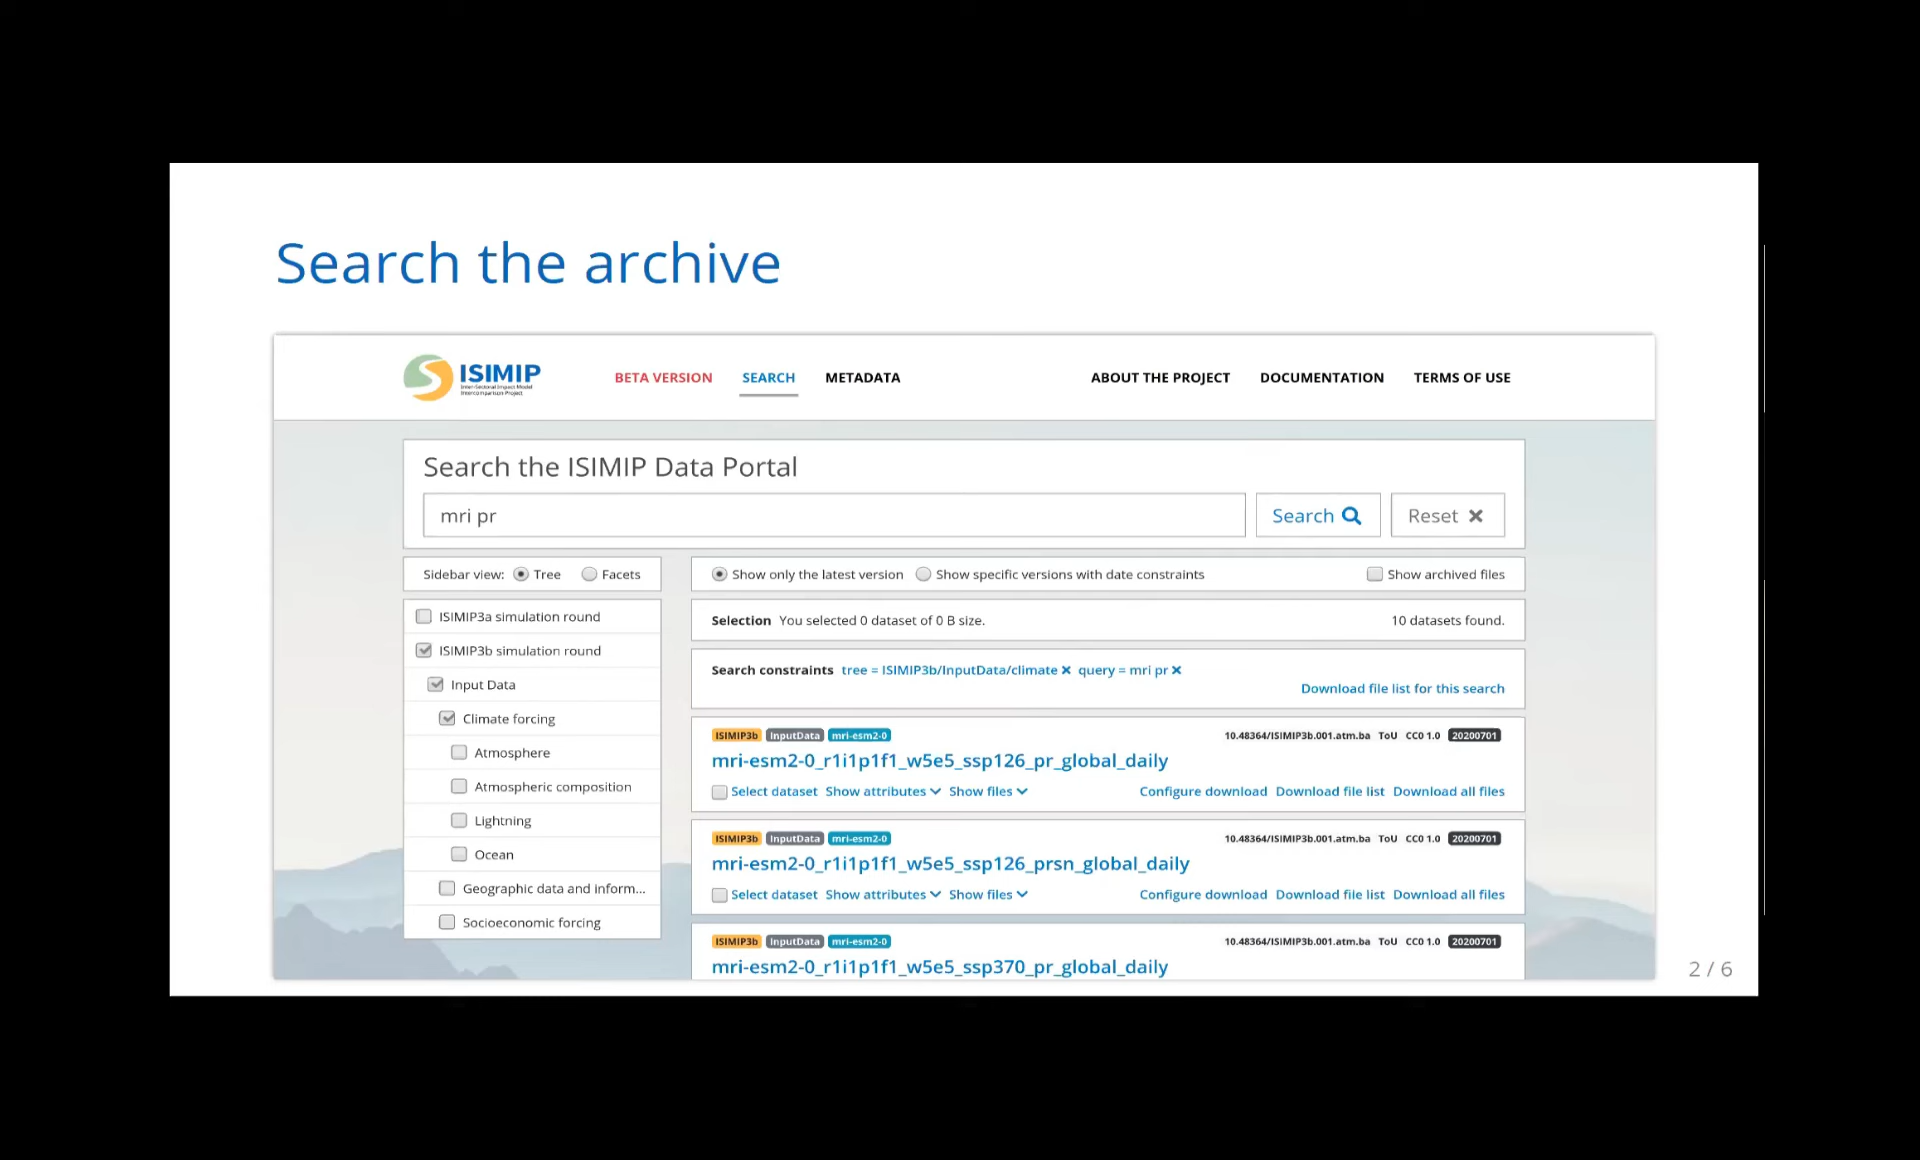 Search the archive
ISIMIP
Inter-Sectoral Impact Model
Intercomparison Project
BETA VERSION SEARCH METADATA ABOUT THE PROJECT DOCUMENTATION TERMS OF USE
Search the ISIMIP Data Portal
mri pr
Search Reset
Sidebar view: Tree Facets
Show only the latest version Show specific versions with date constraints Show archived files
ISIMIP3a simulation round
ISIMIP3b simulation round
Input Data
Climate forcing
Atmosphere
Atmospheric composition
Lightning
Ocean
Geographic data and inform...
Socioeconomic forcing
Selection You selected 0 dataset of 0 B size. 10 datasets found.
Search constraints tree = ISIMIP3b/InputData/climate query = mri pr
Download file list for this search
ISIMIP3b InputData mri-esm2-0 10.48364/ISIMIP3b.001.atm.ba ToU CC0 1.0 20200701
mri-esm2-0_r1i1p1f1_w5e5_ssp126_pr_global_daily
Select dataset Show attributes Show files Configure download Download file list Download all files
ISIMIP3b InputData mri-esm2-0 10.48364/ISIMIP3b.001.atm.ba ToU CC0 1.0 20200701
mri-esm2-0_r1i1p1f1_w5e5_ssp126_prsn_global_daily
Select dataset Show attributes Show files Configure download Download file list Download all files
ISIMIP3b InputData mri-esm2-0 10.48364/ISIMIP3b.001.atm.ba ToU CC0 1.0 20200701
mri-esm2-0_r1i1p1f1_w5e5_ssp370_pr_global_daily
2 / 6